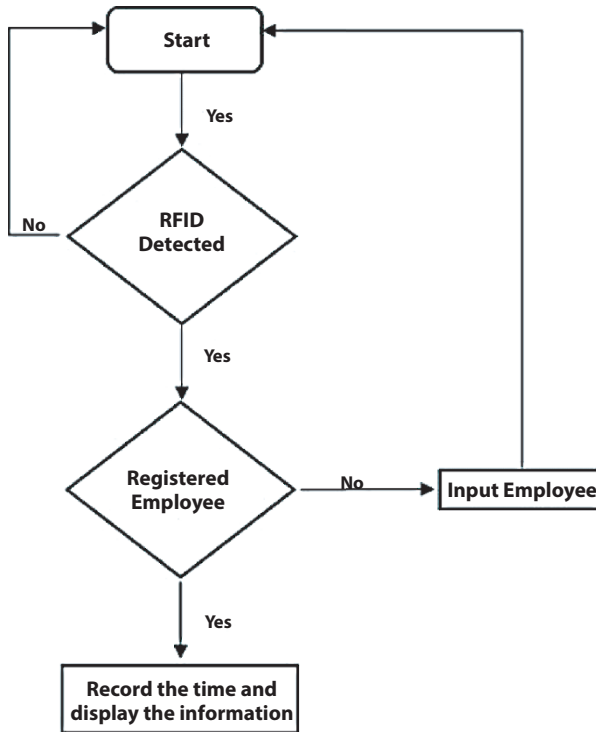 Start
Yes
RFID
Detected
No
Yes
Registered
Employee
No
Input Employee
Yes
Record the time and
display the information